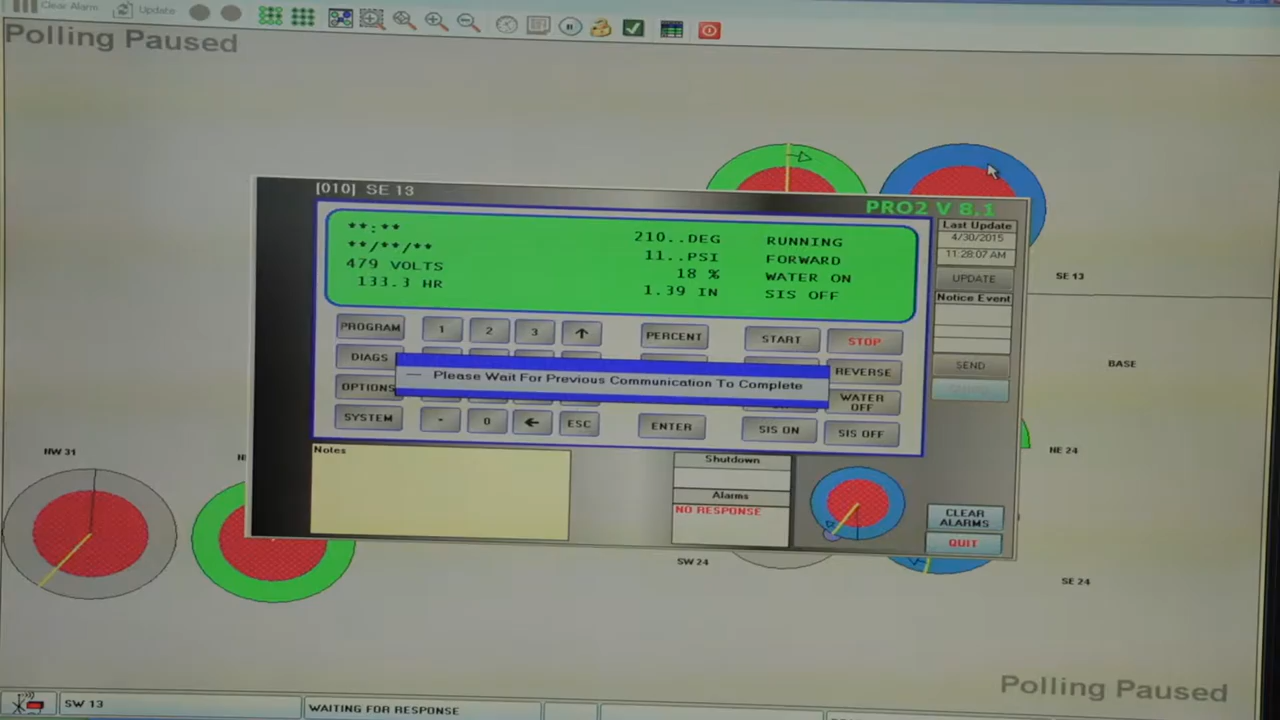 Clear Alarm
Update
Polling Paused
[010] SE 13
PRO2 V 8.1
**:**
**/**/**
479 VOLTS
133.3 HR
210..DEG
11..PSI
18 %
1.39 IN
RUNNING
FORWARD
WATER ON
SIS OFF
Last Update
4/30/2015
11:28:07 AM
UPDATE
Notice Event
SEND
PROGRAM
1
2
3
PERCENT
START
STOP
DIAGS
REVERSE
Please Wait For Previous Communication To Complete
OPTIONS
WATER
OFF
SYSTEM
-
0
ESC
ENTER
SIS ON
SIS OFF
Notes
Shutdown
Alarms
NO RESPONSE
CLEAR
ALARMS
QUIT
SE 13
BASE
NE 24
NW 31
SW 24
SE 24
Polling Paused
SW 13
WAITING FOR RESPONSE